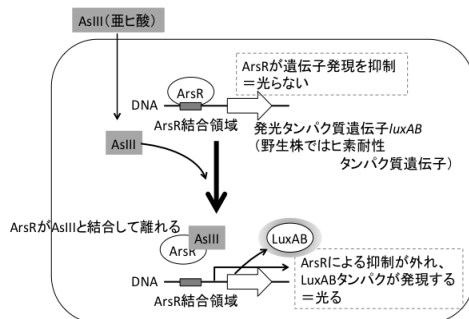 AsIII（亜ヒ酸）
ArsRが遺伝子発現を抑制
＝光らない
ArsR
DNA
ArsR結合領域
発光タンパク質遺伝子luxAB
（野生株ではヒ素耐性
タンパク質遺伝子）
AsIII
ArsRがAsIIIと結合して離れる
AsIII
ArsR
LuxAB
ArsRによる抑制が外れ、
LuxABタンパクが発現する
＝光る
DNA
ArsR結合領域